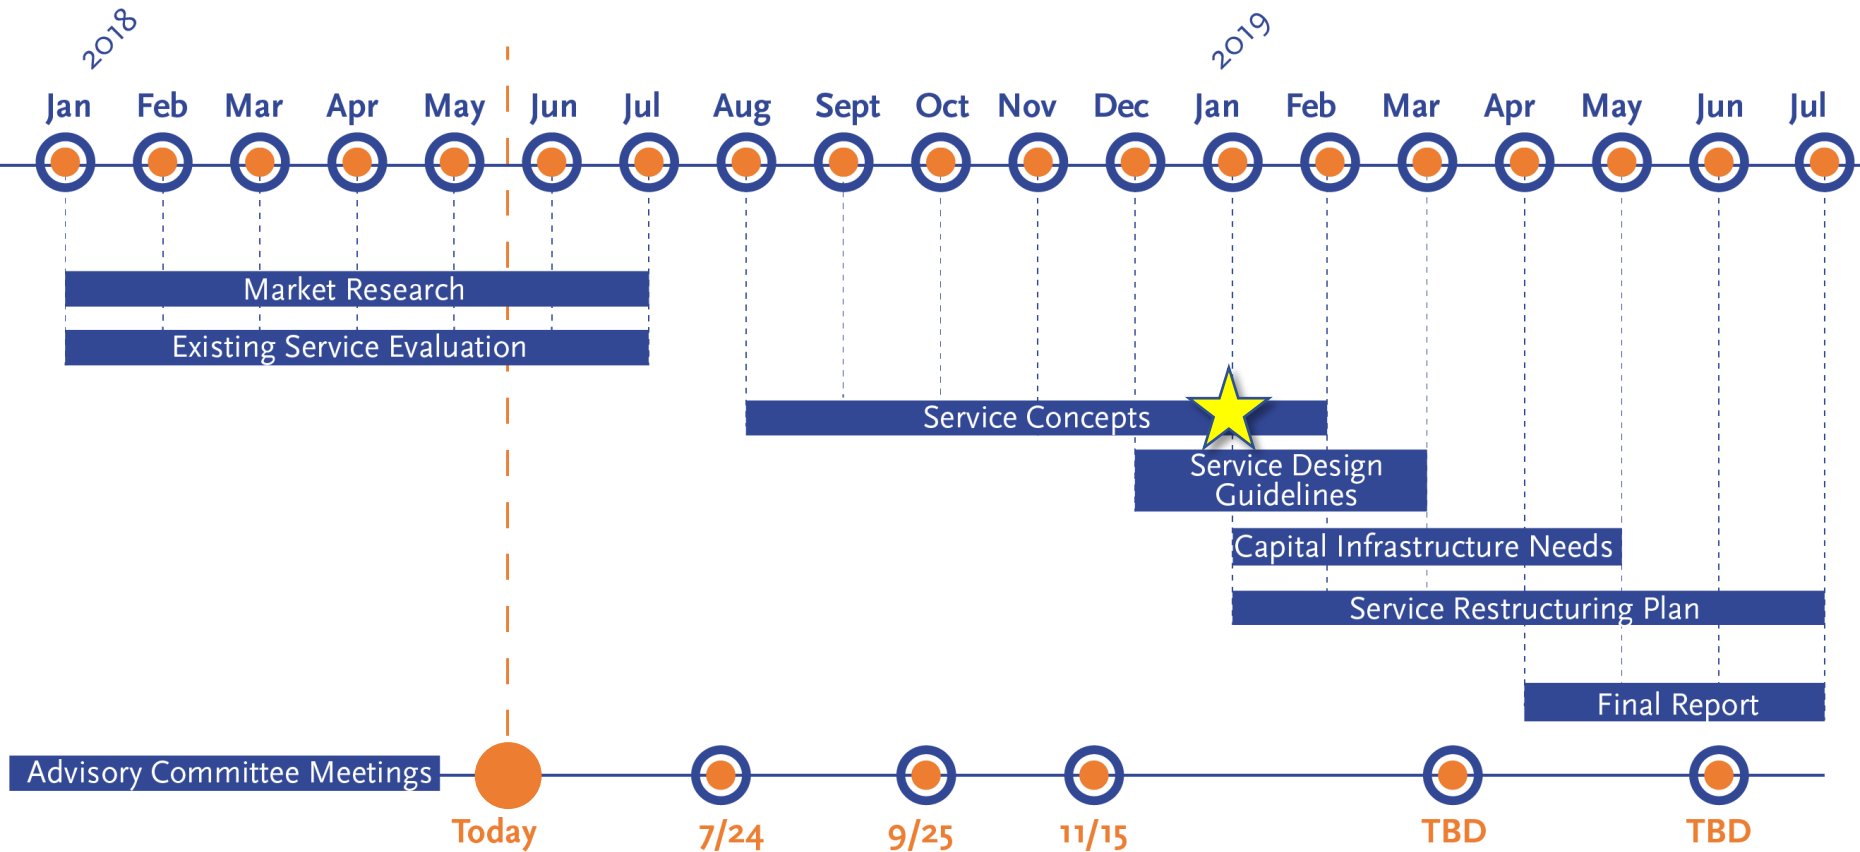 2018 2019
Jan Feb Mar Apr May Jun Jul Aug Sept Oct Nov Dec Jan Feb Mar Apr May Jun Jul
Market Research
Existing Service Evaluation
Service Concepts
Service Design
Guidelines
Capital Infrastructure Needs
Service Restructuring Plan
Final Report
Advisory Committee Meetings
Today 7/24 9/25 11/15 TBD TBD